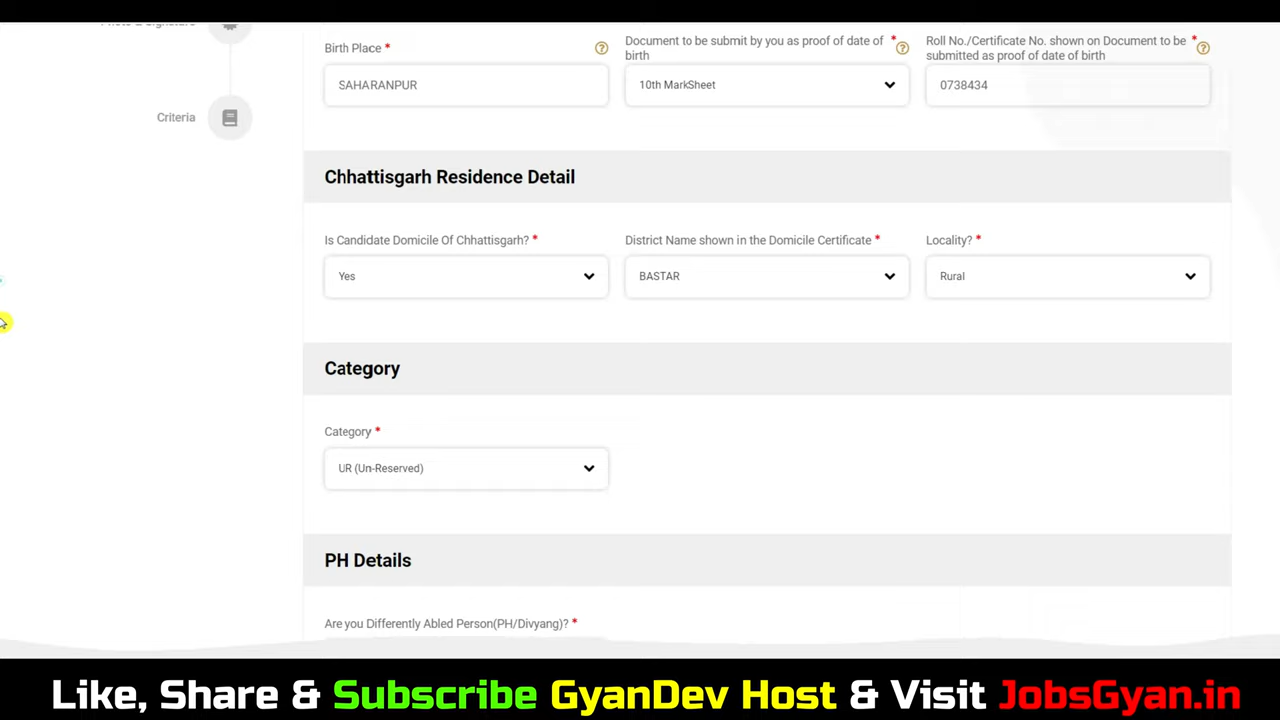 Birth Place *
Document to be submit by you as proof of date of birth *
Roll No./Certificate No. shown on Document to be submitted as proof of date of birth *
SAHARANPUR
10th MarkSheet
0738434
Criteria
Chhattisgarh Residence Detail
Is Candidate Domicile Of Chhattisgarh? *
District Name shown in the Domicile Certificate *
Locality? *
Yes
BASTAR
Rural
Category
Category *
UR (Un-Reserved)
PH Details
Are you Differently Abled Person(PH/Divyang)? *
Like, Share & Subscribe GyanDev Host & Visit JobsGyan.in